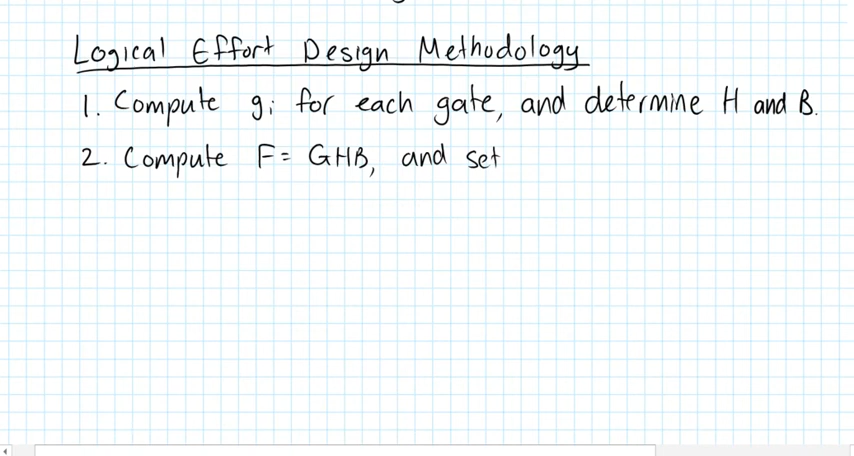 Logical Effort Design Methodology
1. Compute gi for each gate, and determine H and B.
2. Compute F = GHB, and set